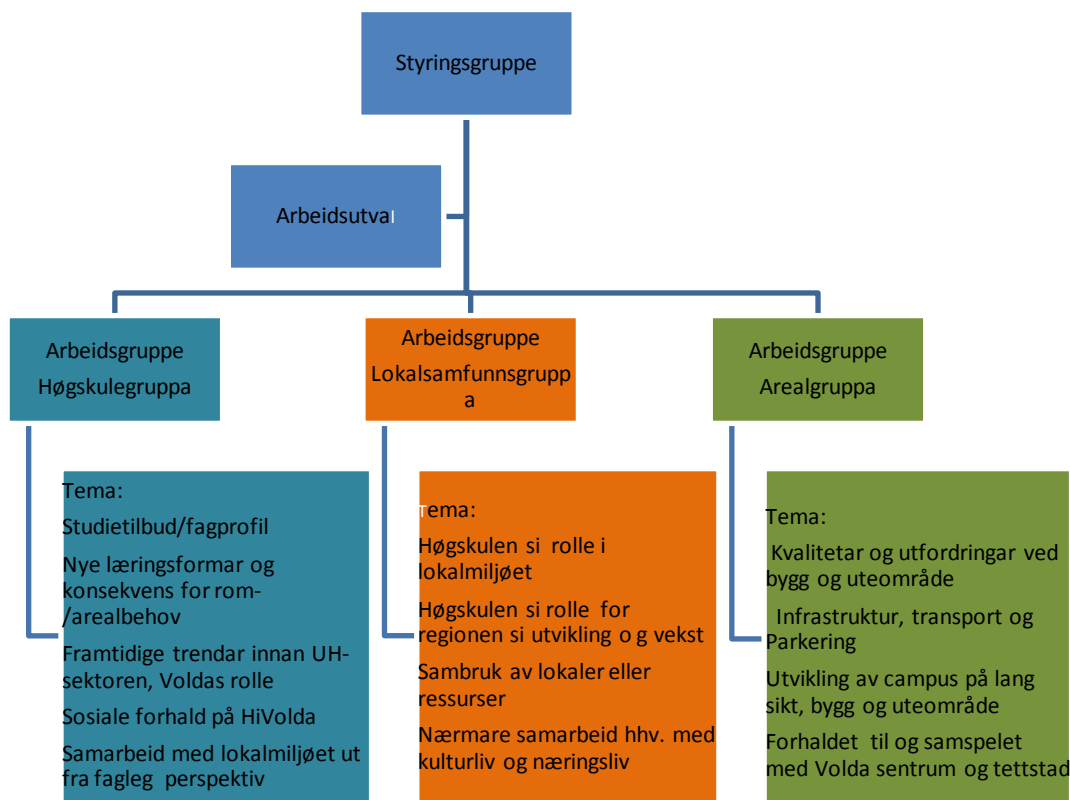 Styringsgruppe
Arbeidsutval
Arbeidsgruppe
Høgskulegruppa
Arbeidsgruppe
Lokalsamfunnsgrupp
a
Arbeidsgruppe
Arealgruppa
Tema:
Studietilbud/fagprofil
Nye læringsformar og
konsekvens for rom-
/arealbehov
Framtidige trendar innan UH-
sektoren, Voldas rolle
Sosiale forhald på HiVolda
Samarbeid med lokalmiljøet ut
fra fagleg perspektiv
Tema:
Høgskulen si rolle i
lokalmiljøet
Høgskulen si rolle for
regionen si utvikling o g vekst
Sambruk av lokaler eller
ressurser
Nærmare samarbeid hhv. med
kulturliv og næringsliv
Tema:
Kvalitetar og utfordringar ved
bygg og uteområde
Infrastruktur, transport og
Parkering
Utvikling av campus på lang
sikt, bygg og uteområde
Forhaldet til og samspelet
med Volda sentrum og tettstad